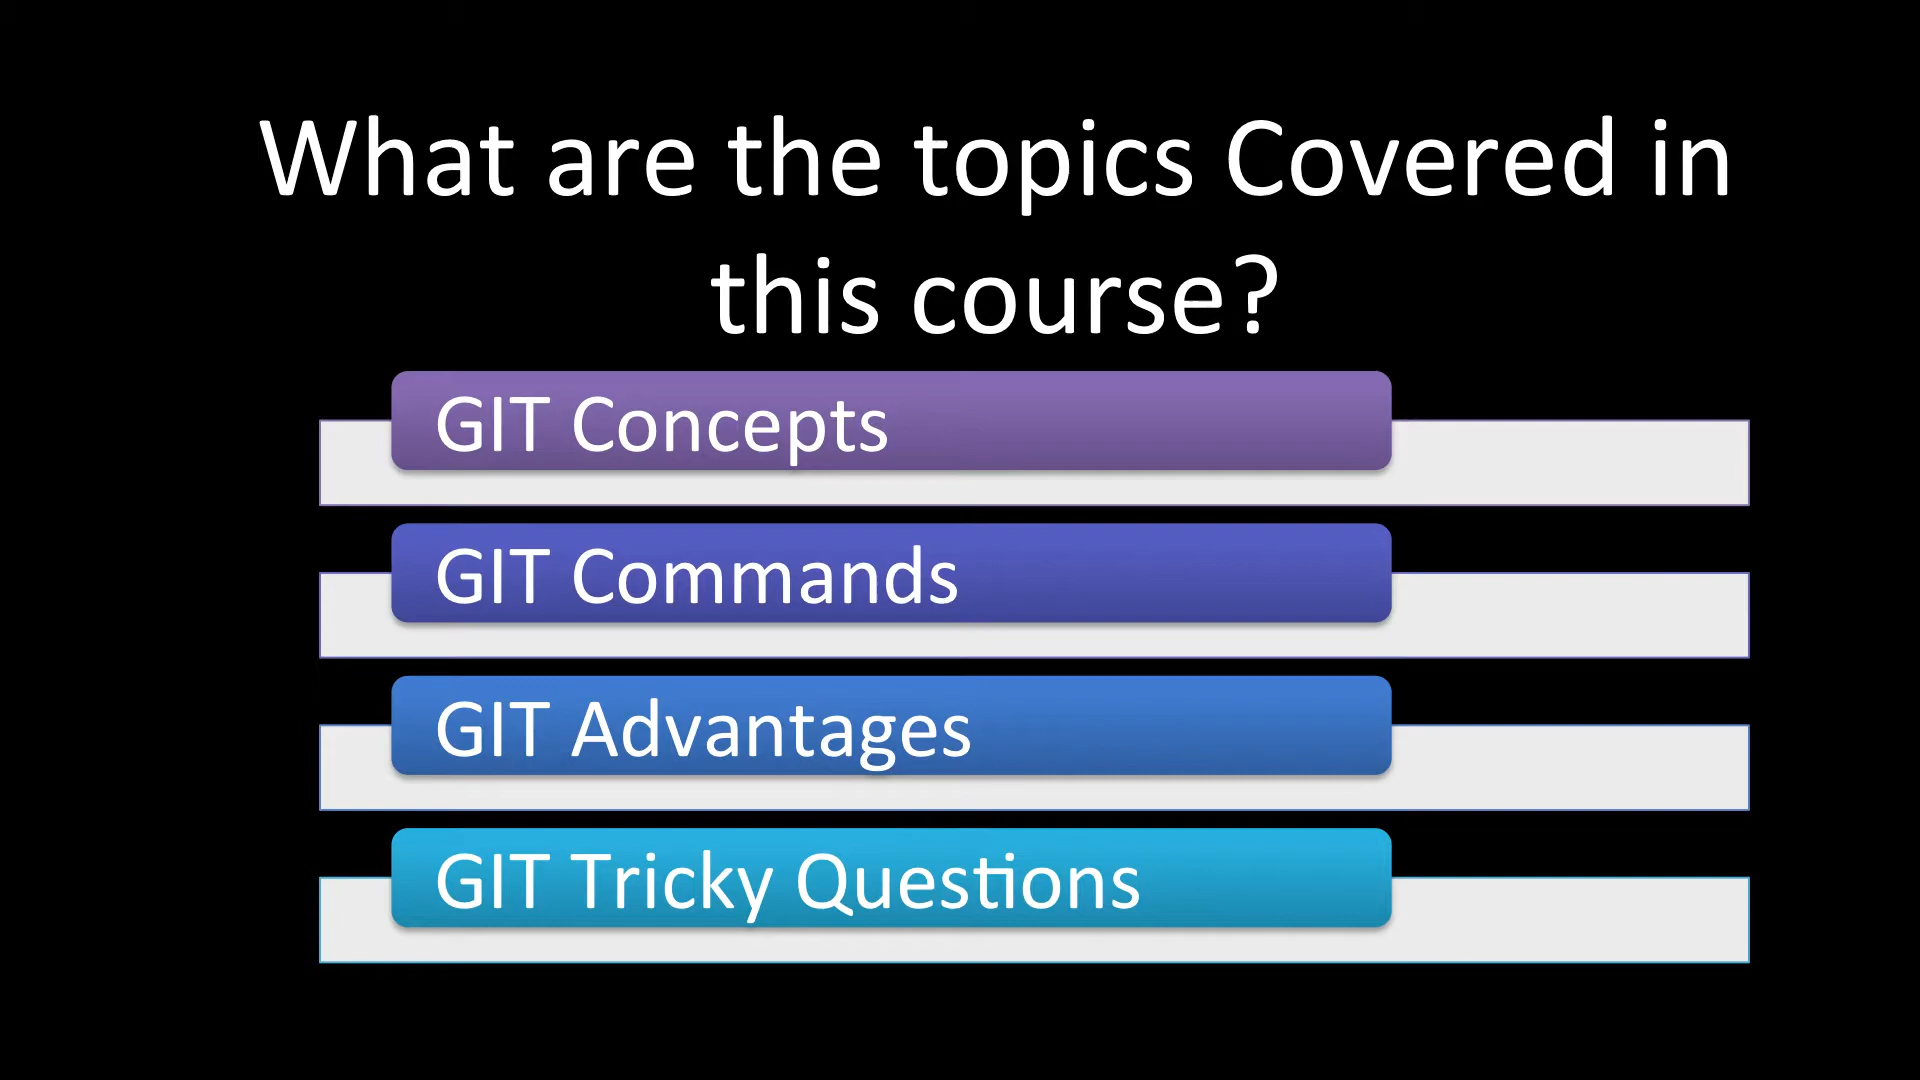 What are the topics Covered in
this course?
GIT Concepts
GIT Commands
GIT Advantages
GIT Tricky Questions